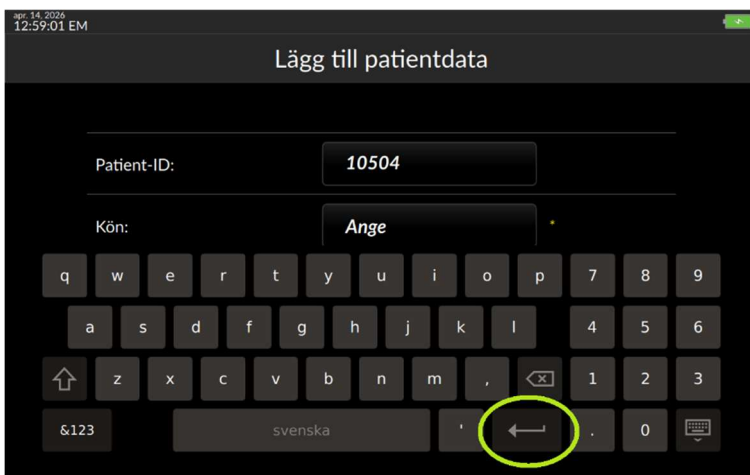 apr. 14, 2026
12:59:01 EM
Lägg till patientdata
Patient-ID: 10504
Kön: Ange *
q w e r t y u i o p 7 8 9
a s d f g h j k l 4 5 6
z x c v b n m , 1 2 3
&123 svenska ' . 0